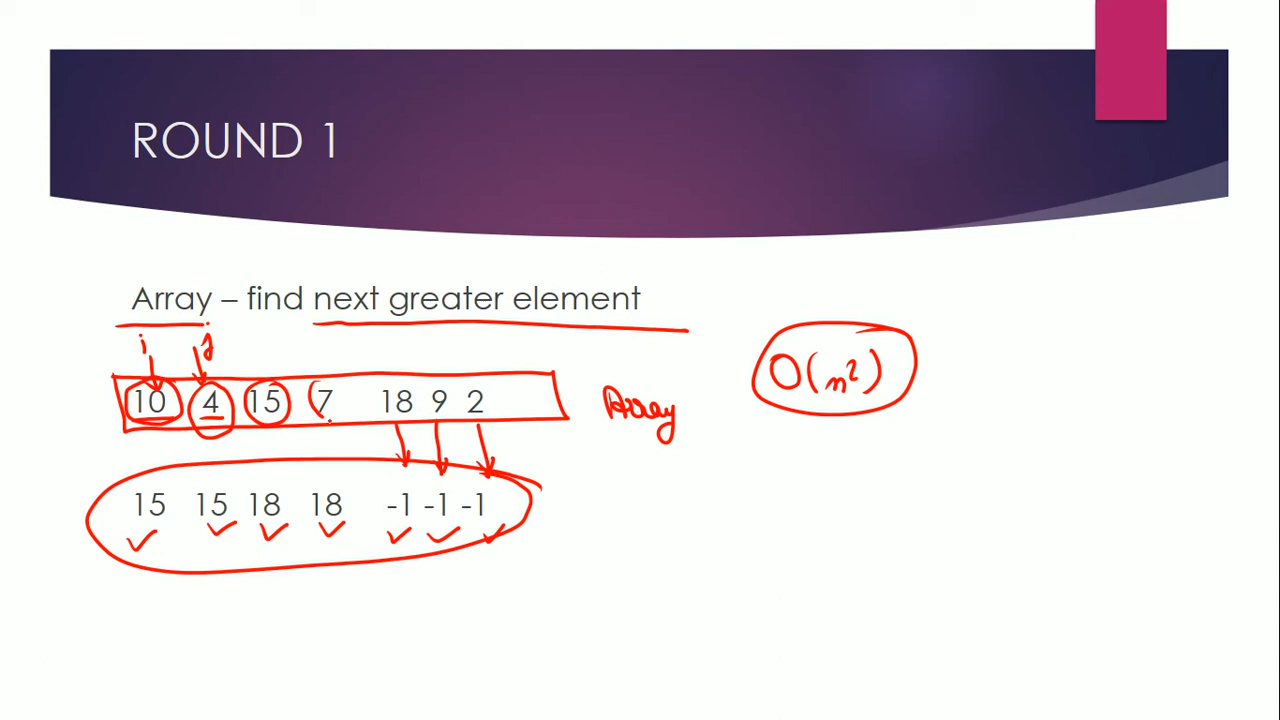 ROUND 1
Array – find next greater element
i j
10 4 15 7 18 9 2 Array
O(n²)
15 15 18 18 -1 -1 -1